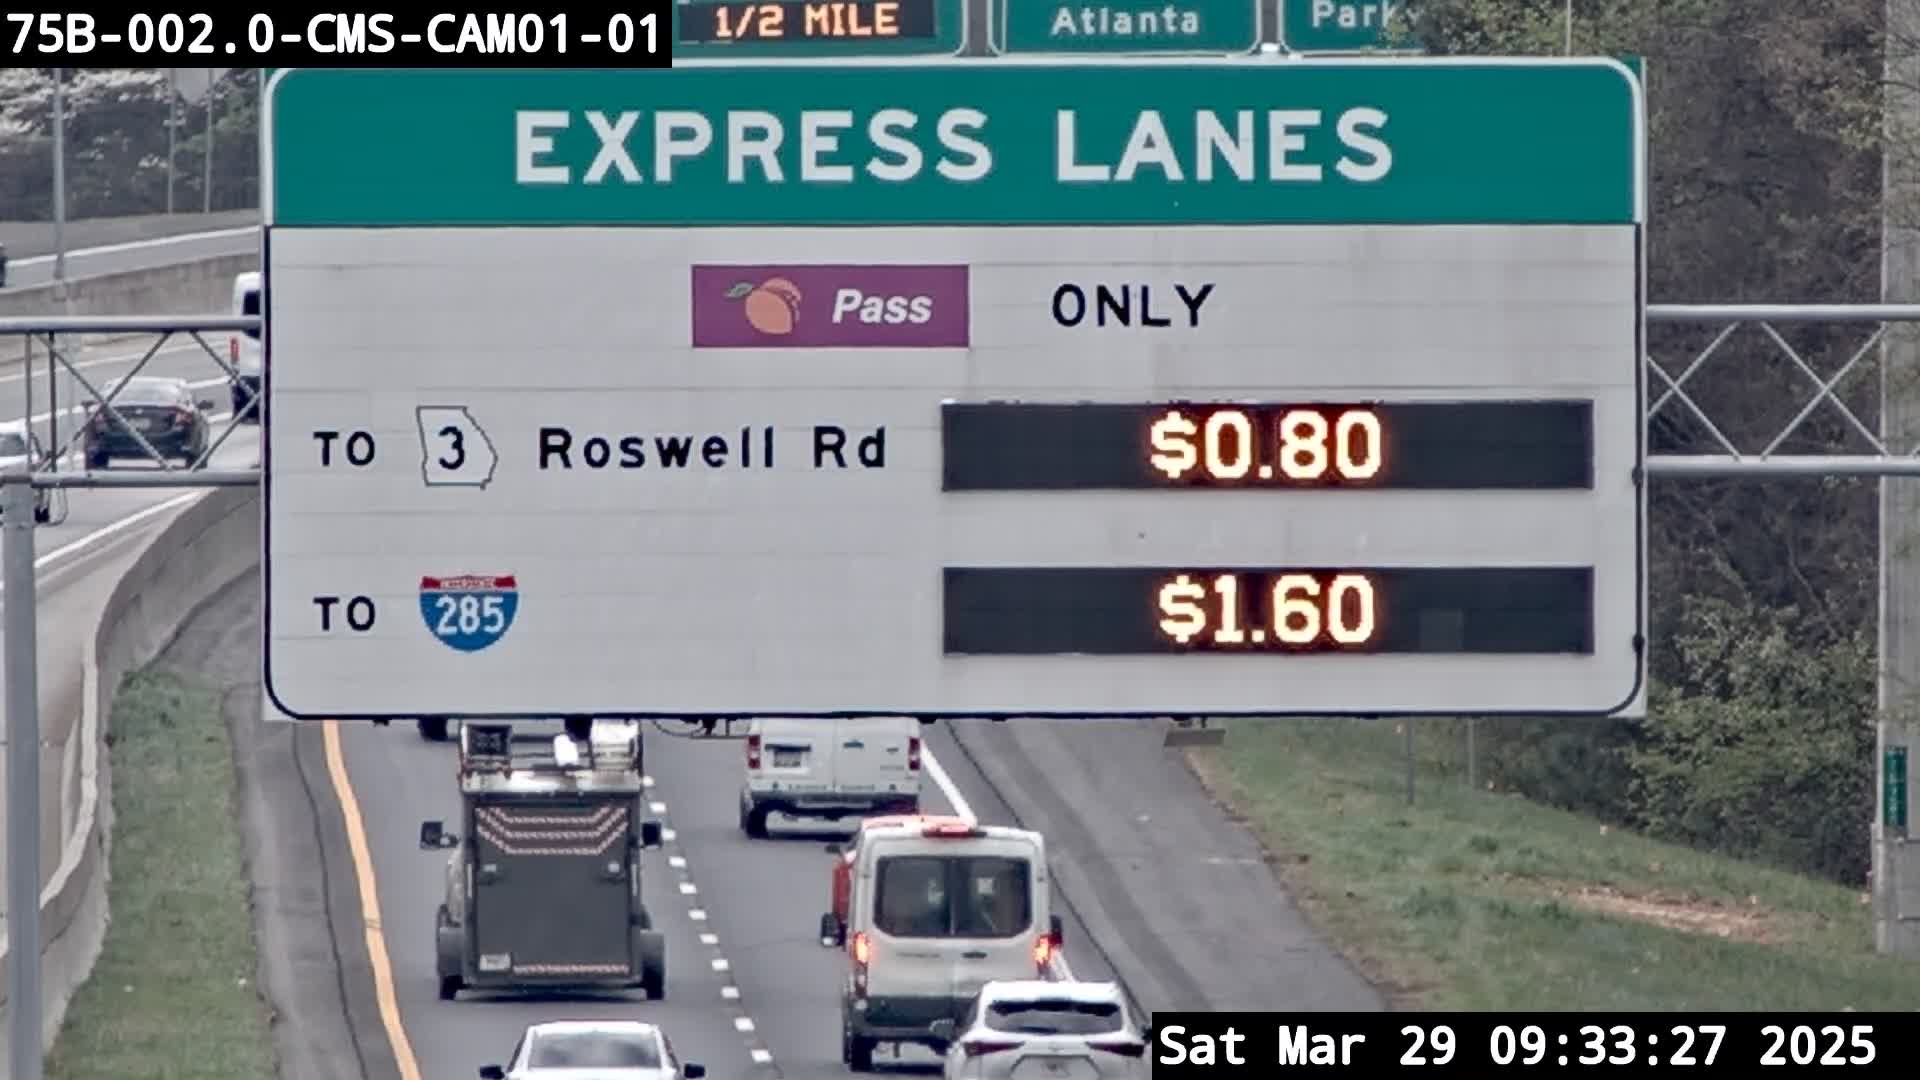 75B-002.0-CMS-CAM01-01
1/2 MILE
Atlanta
EXPRESS LANES
Pass ONLY
TO 3 Roswell Rd $0.80
TO 285 $1.60
Sat Mar 29 09:33:27 2025